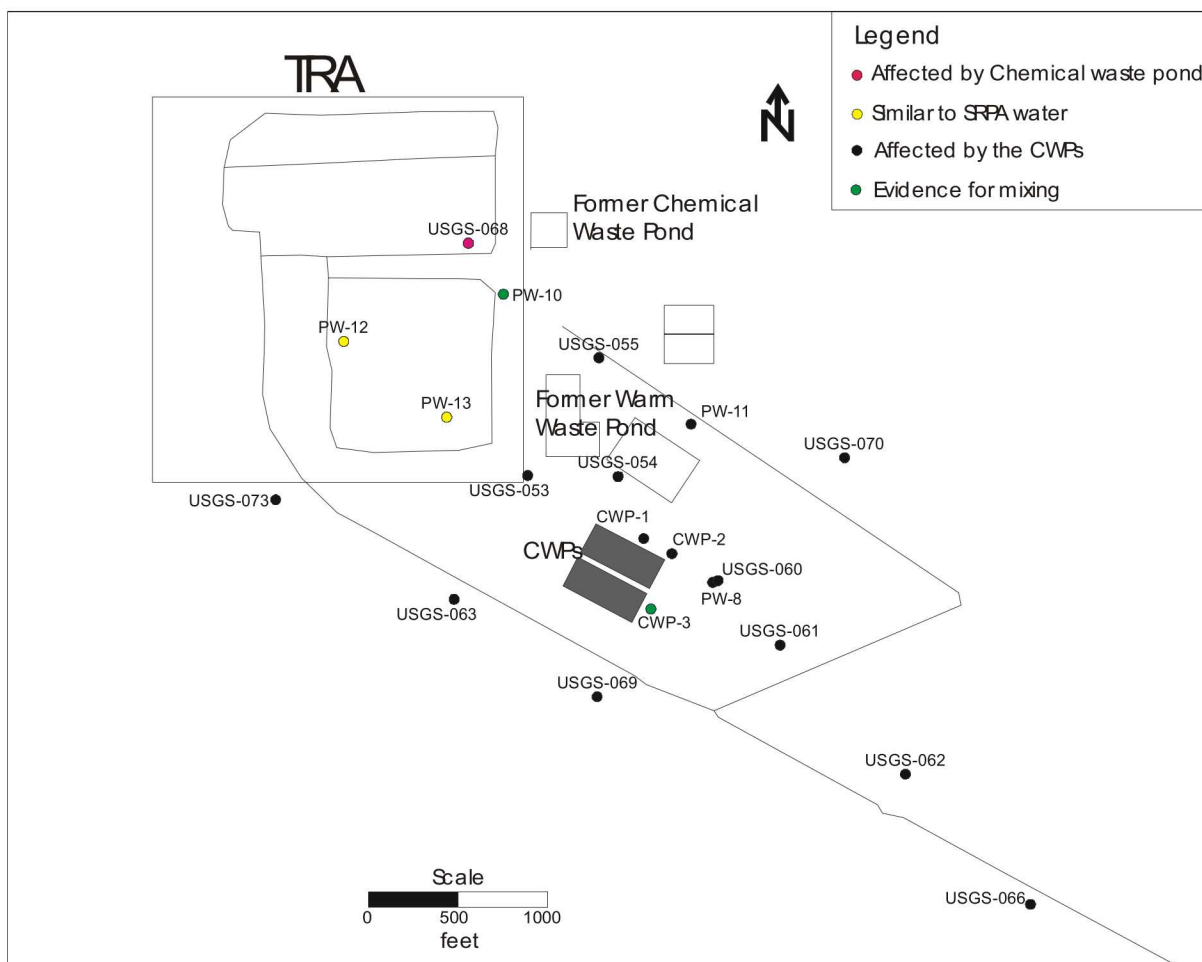 TRA
N
Legend
Affected by Chemical waste pond
Similar to SRPA water
Affected by the CWPs
Evidence for mixing
Former Chemical
Waste Pond
USGS-068
PW-10
PW-12
USGS-055
PW-13
Former Warm
Waste Pond
PW-11
USGS-070
USGS-054
USGS-053
USGS-073
CWP-1
CWP-2
CWPs
USGS-060
PW-8
USGS-063
CWP-3
USGS-061
USGS-069
USGS-062
USGS-066
Scale
0 500 1000
feet